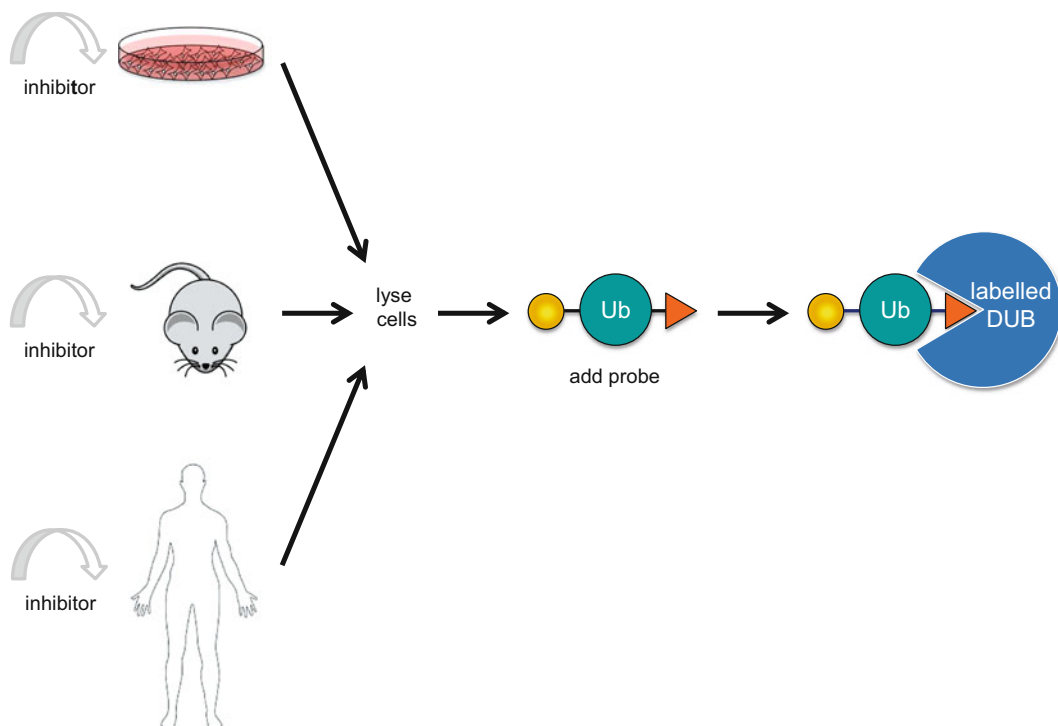 inhibitor
inhibitor
lyse
cells
Ub
add probe
Ub
labelled
DUB
inhibitor